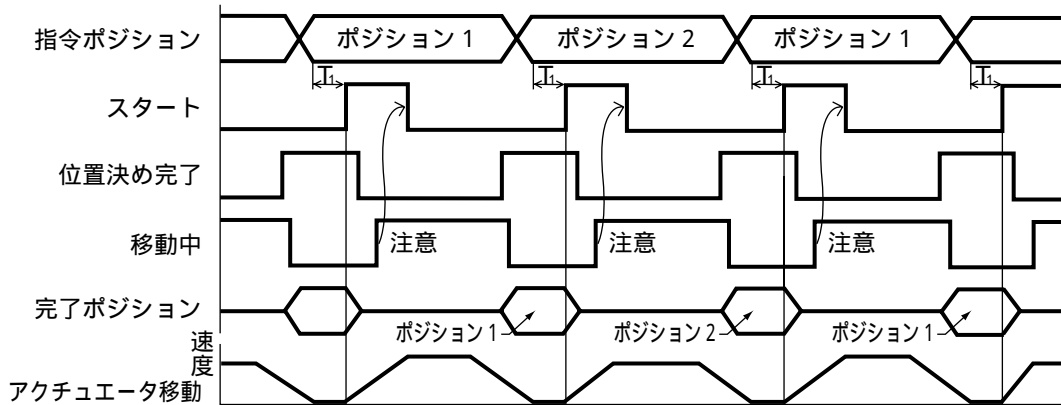 指令ポジション ポジション1 ポジション2 ポジション1
T₁ T₁ T₁ T₁
スタート
位置決め完了
移動中 注意 注意 注意
完了ポジション ポジション1 ポジション2 ポジション1
速度
アクチュエータ移動